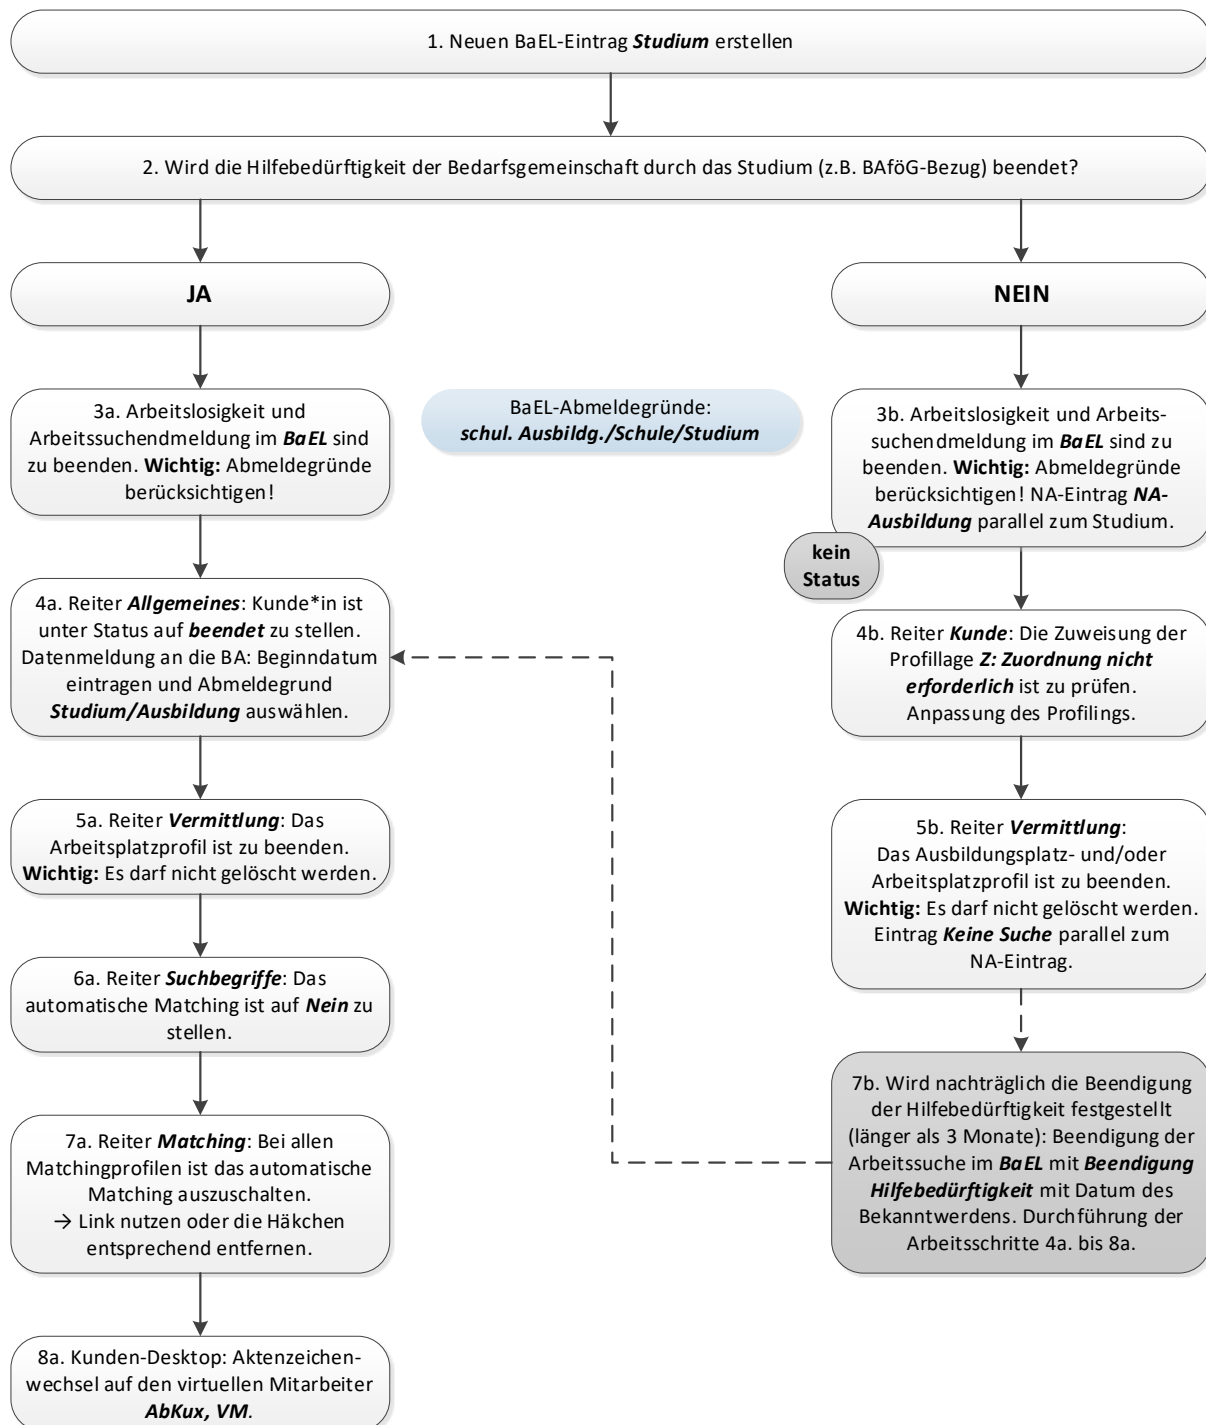 1. Neuen BaEL-Eintrag Studium erstellen
2. Wird die Hilfebedürftigkeit der Bedarfsgemeinschaft durch das Studium (z.B. BAföG-Bezug) beendet?
JA
3a. Arbeitslosigkeit und
Arbeitssuchendmeldung im BaEL sind
zu beenden. Wichtig: Abmeldegründe
berücksichtigen!
4a. Reiter Allgemeines: Kunde*in ist
unter Status auf beendet zu stellen.
Datenmeldung an die BA: Beginndatum
eintragen und Abmeldegrund
Studium/Ausbildung auswählen.
5a. Reiter Vermittlung: Das
Arbeitsplatzprofil ist zu beenden.
Wichtig: Es darf nicht gelöscht werden.
6a. Reiter Suchbegriffe: Das
automatische Matching ist auf Nein zu
stellen.
7a. Reiter Matching: Bei allen
Matchingprofilen ist das automatische
Matching auszuschalten.
→ Link nutzen oder die Häkchen
entsprechend entfernen.
8a. Kunden-Desktop: Aktenzeichen-
wechsel auf den virtuellen Mitarbeiter
AbKux, VM.
BaEL-Abmeldegründe:
schul. Ausbildg./Schule/Studium
NEIN
3b. Arbeitslosigkeit und Arbeits-
suchendmeldung im BaEL sind zu
beenden. Wichtig: Abmeldegründe
berücksichtigen! NA-Eintrag NA-
Ausbildung parallel zum Studium.
kein
Status
4b. Reiter Kunde: Die Zuweisung der
Profillage Z: Zuordnung nicht
erforderlich ist zu prüfen.
Anpassung des Profilings.
5b. Reiter Vermittlung:
Das Ausbildungsplatz- und/oder
Arbeitsplatzprofil ist zu beenden.
Wichtig: Es darf nicht gelöscht werden.
Eintrag Keine Suche parallel zum
NA-Eintrag.
7b. Wird nachträglich die Beendigung
der Hilfebedürftigkeit festgestellt
(länger als 3 Monate): Beendigung der
Arbeitssuche im BaEL mit Beendigung
Hilfebedürftigkeit mit Datum des
Bekanntwerdens. Durchführung der
Arbeitsschritte 4a. bis 8a.